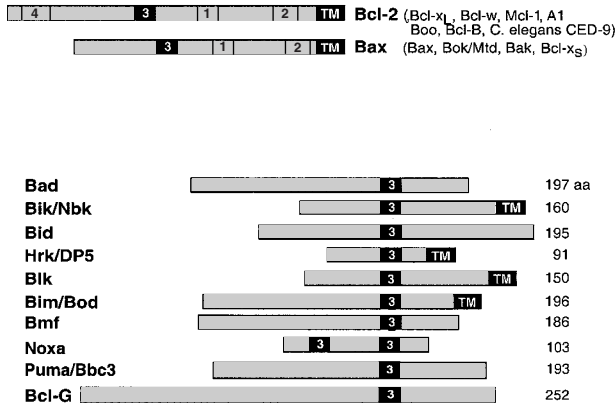 4 3 1 2 TM Bcl-2 (Bcl-xL, Bcl-w, Mcl-1, A1
Boo, Bcl-B, C. elegans CED-9)
3 1 2 TM Bax (Bax, Bok/Mtd, Bak, Bcl-xS)
Bad 3 197 aa
Bik/Nbk 3 TM 160
Bid 3 195
Hrk/DP5 3 TM 91
Blk 3 TM 150
Bim/Bod 3 TM 196
Bmf 3 186
Noxa 3 3 103
Puma/Bbc3 3 193
Bcl-G 3 252